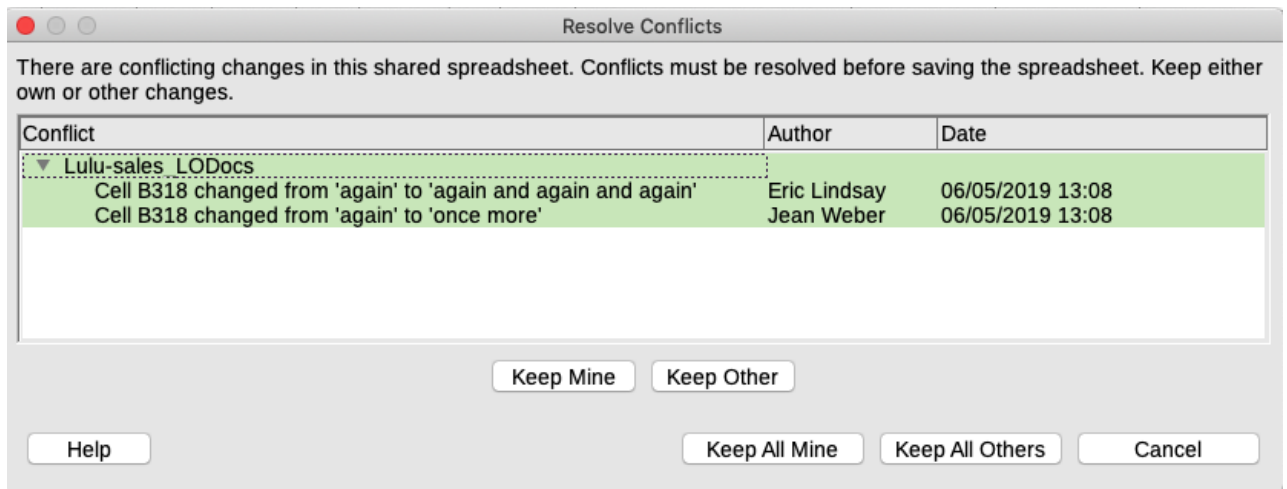 Resolve Conflicts
There are conflicting changes in this shared spreadsheet. Conflicts must be resolved before saving the spreadsheet. Keep either
own or other changes.
Conflict Author Date
Lulu-sales_LODocs
Cell B318 changed from 'again' to 'again and again and again' Eric Lindsay 06/05/2019 13:08
Cell B318 changed from 'again' to 'once more' Jean Weber 06/05/2019 13:08
Keep Mine Keep Other
Help Keep All Mine Keep All Others Cancel